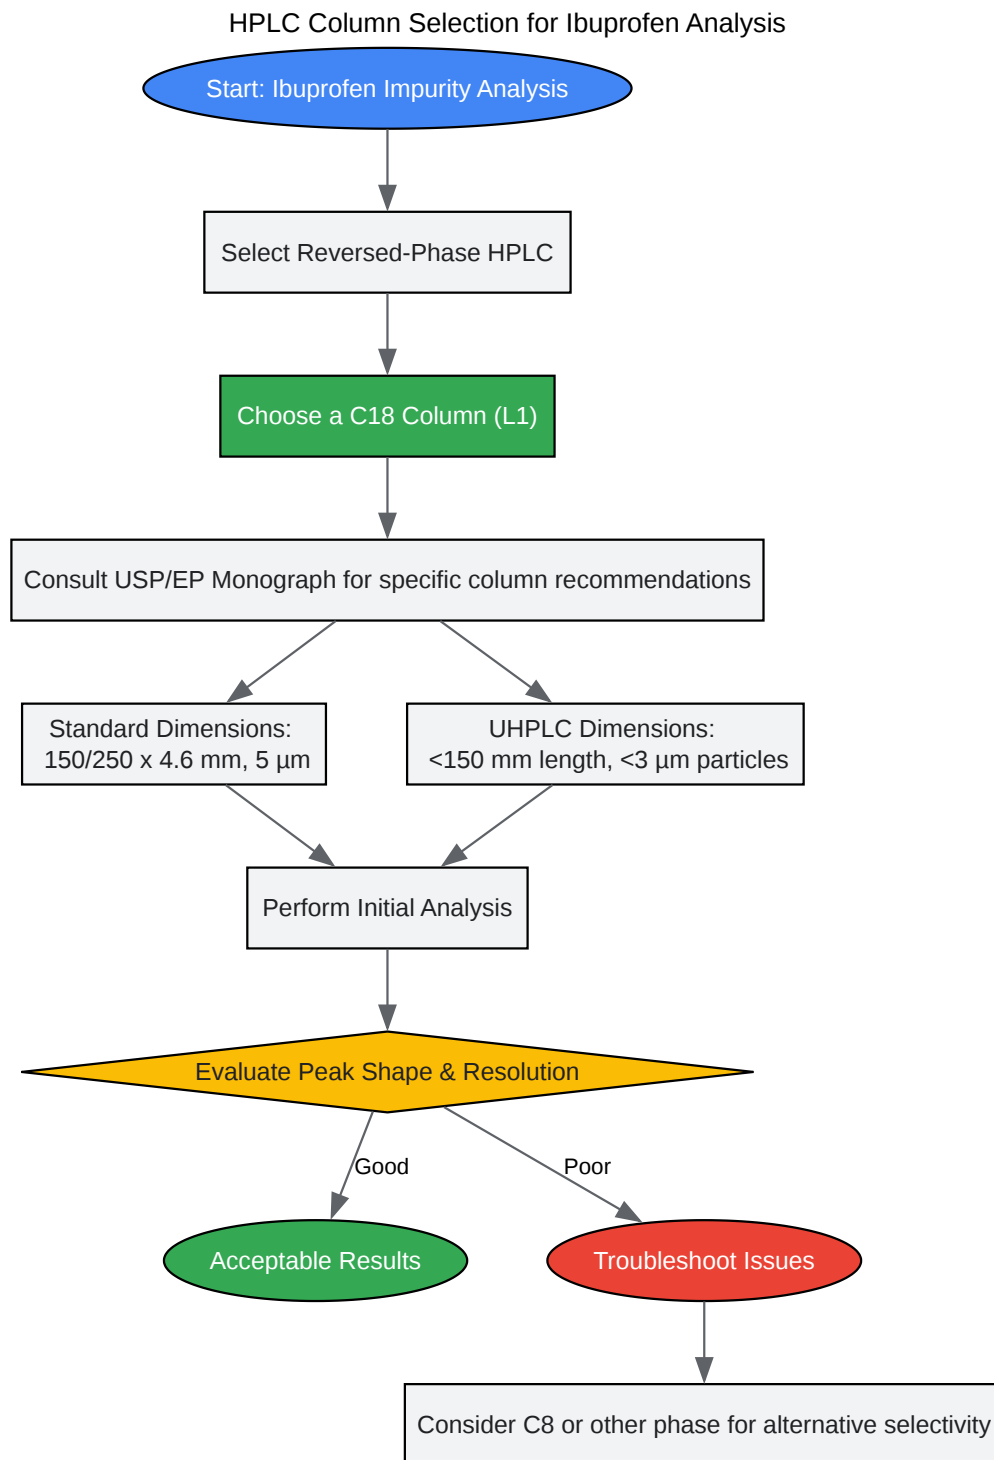 HPLC Column Selection for Ibuprofen Analysis
Start: Ibuprofen Impurity Analysis
Select Reversed-Phase HPLC
Choose a C18 Column (L1)
Consult USP/EP Monograph for specific column recommendations
Standard Dimensions:
150/250 x 4.6 mm, 5 µm
UHPLC Dimensions:
<150 mm length, <3 µm particles
Perform Initial Analysis
Evaluate Peak Shape & Resolution
Good
Poor
Acceptable Results
Troubleshoot Issues
Consider C8 or other phase for alternative selectivity